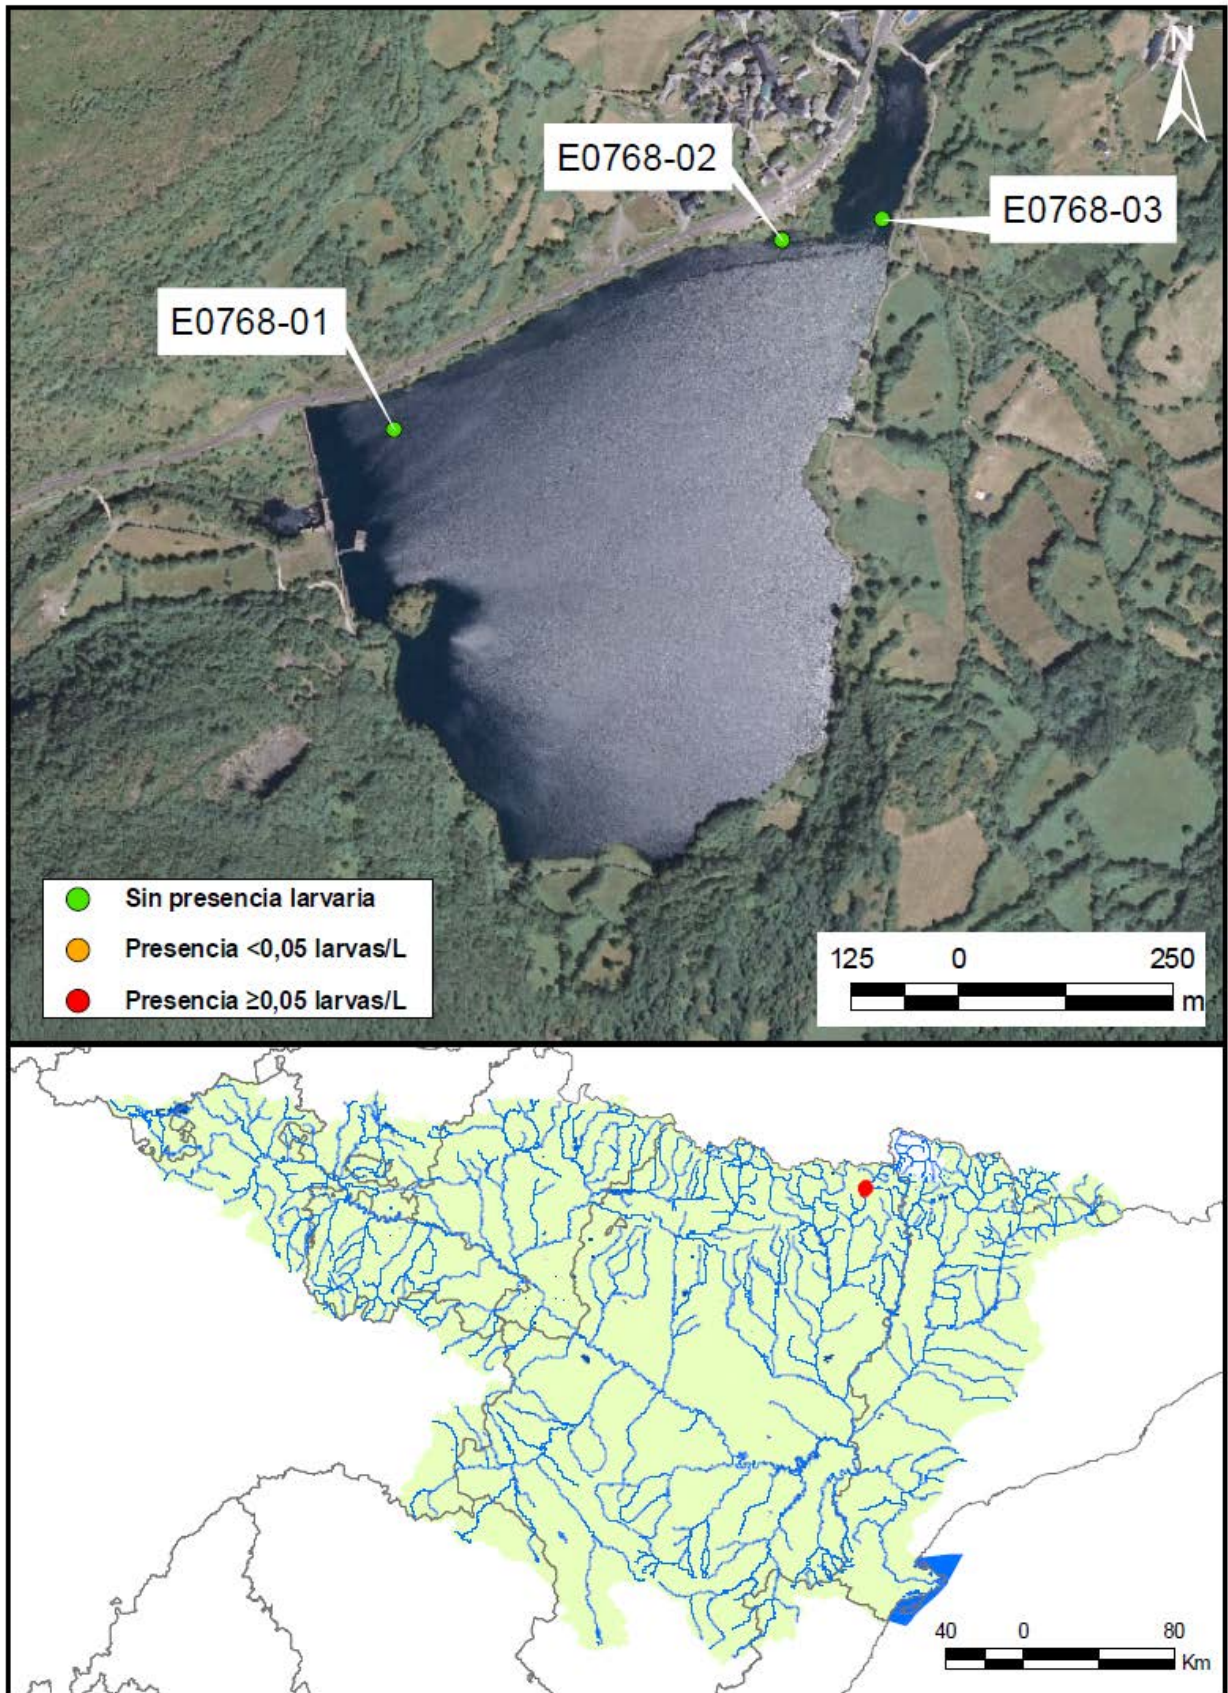 N
E0768-02
E0768-03
E0768-01
Sin presencia larvaria
Presencia <0,05 larvas/L
Presencia ≥0,05 larvas/L
125 0 250
m
40 0 80
Km